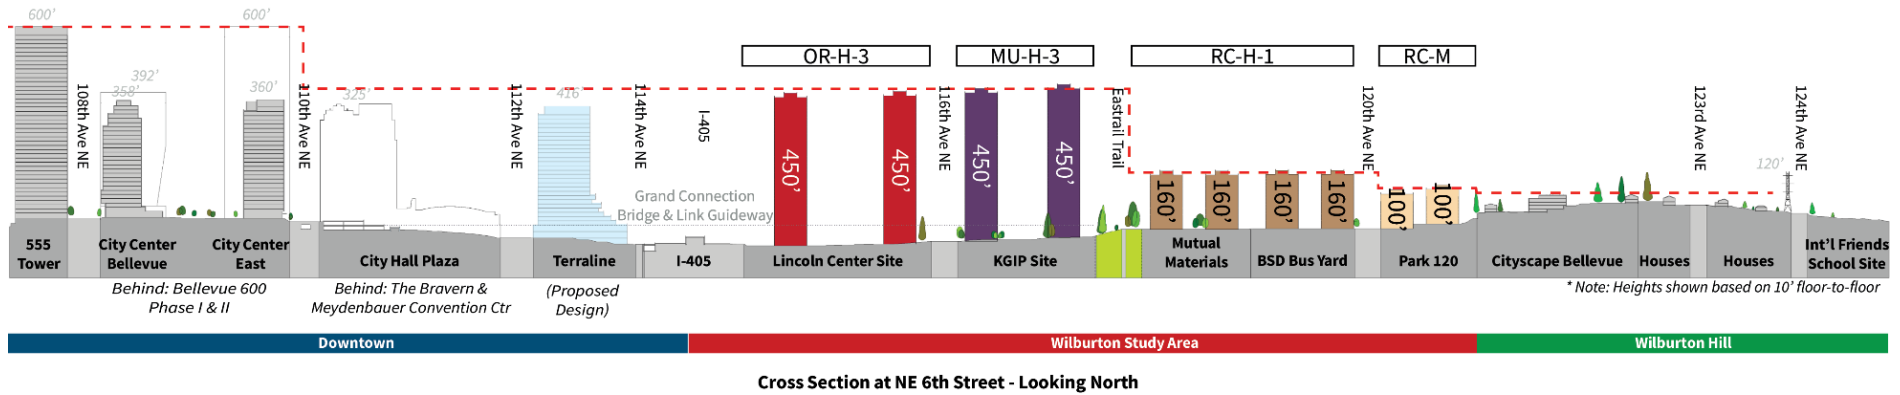 600’
600’
392’
358’
360’
325’
416’
120’
OR-H-3
MU-H-3
RC-H-1
RC-M
108th Ave NE
110th Ave NE
112th Ave NE
114th Ave NE
I-405
116th Ave NE
Eastrail Trail
120th Ave NE
123rd Ave NE
124th Ave NE
450’
450’
450’
450’
160’
160’
160’
160’
100’
100’
Grand Connection
Bridge & Link Guideway
555
Tower
City Center
Bellevue
City Center
East
City Hall Plaza
Terraline
I-405
Lincoln Center Site
KGIP Site
Mutual
Materials
BSD Bus Yard
Park 120
Cityscape Bellevue
Houses
Houses
Int’l Friends
School Site
Behind: Bellevue 600
Phase I & II
Behind: The Bravern &
Meydenbauer Convention Ctr
(Proposed
Design)
* Note: Heights shown based on 10’ floor-to-floor
Downtown
Wilburton Study Area
Wilburton Hill
Cross Section at NE 6th Street - Looking North